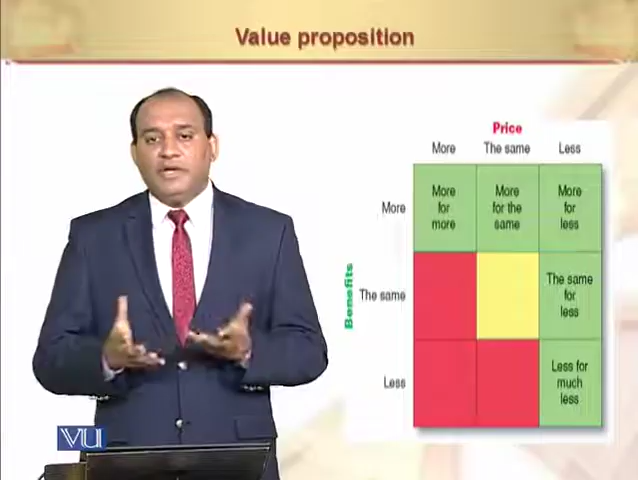 Value proposition
Price
More The same Less
More
More for more
More for the same
More for less
Benefits
The same
The same for less
Less
Less for much less
VU